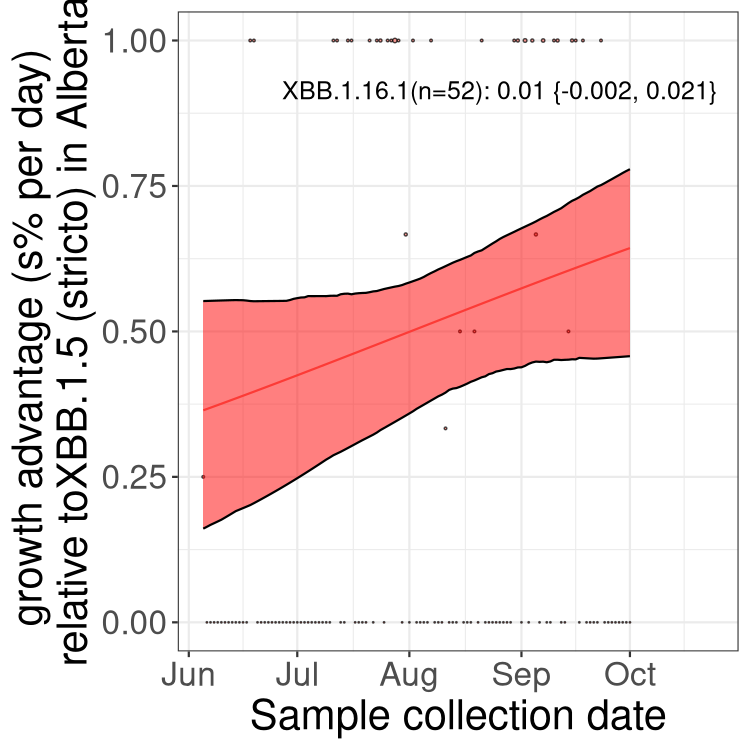 growth advantage (s% per day)
relative toXBB.1.5 (stricto) in Alberta
1.00
0.75
0.50
0.25
0.00
XBB.1.16.1(n=52): 0.01 {-0.002, 0.021}
Jun Jul Aug Sep Oct
Sample collection date